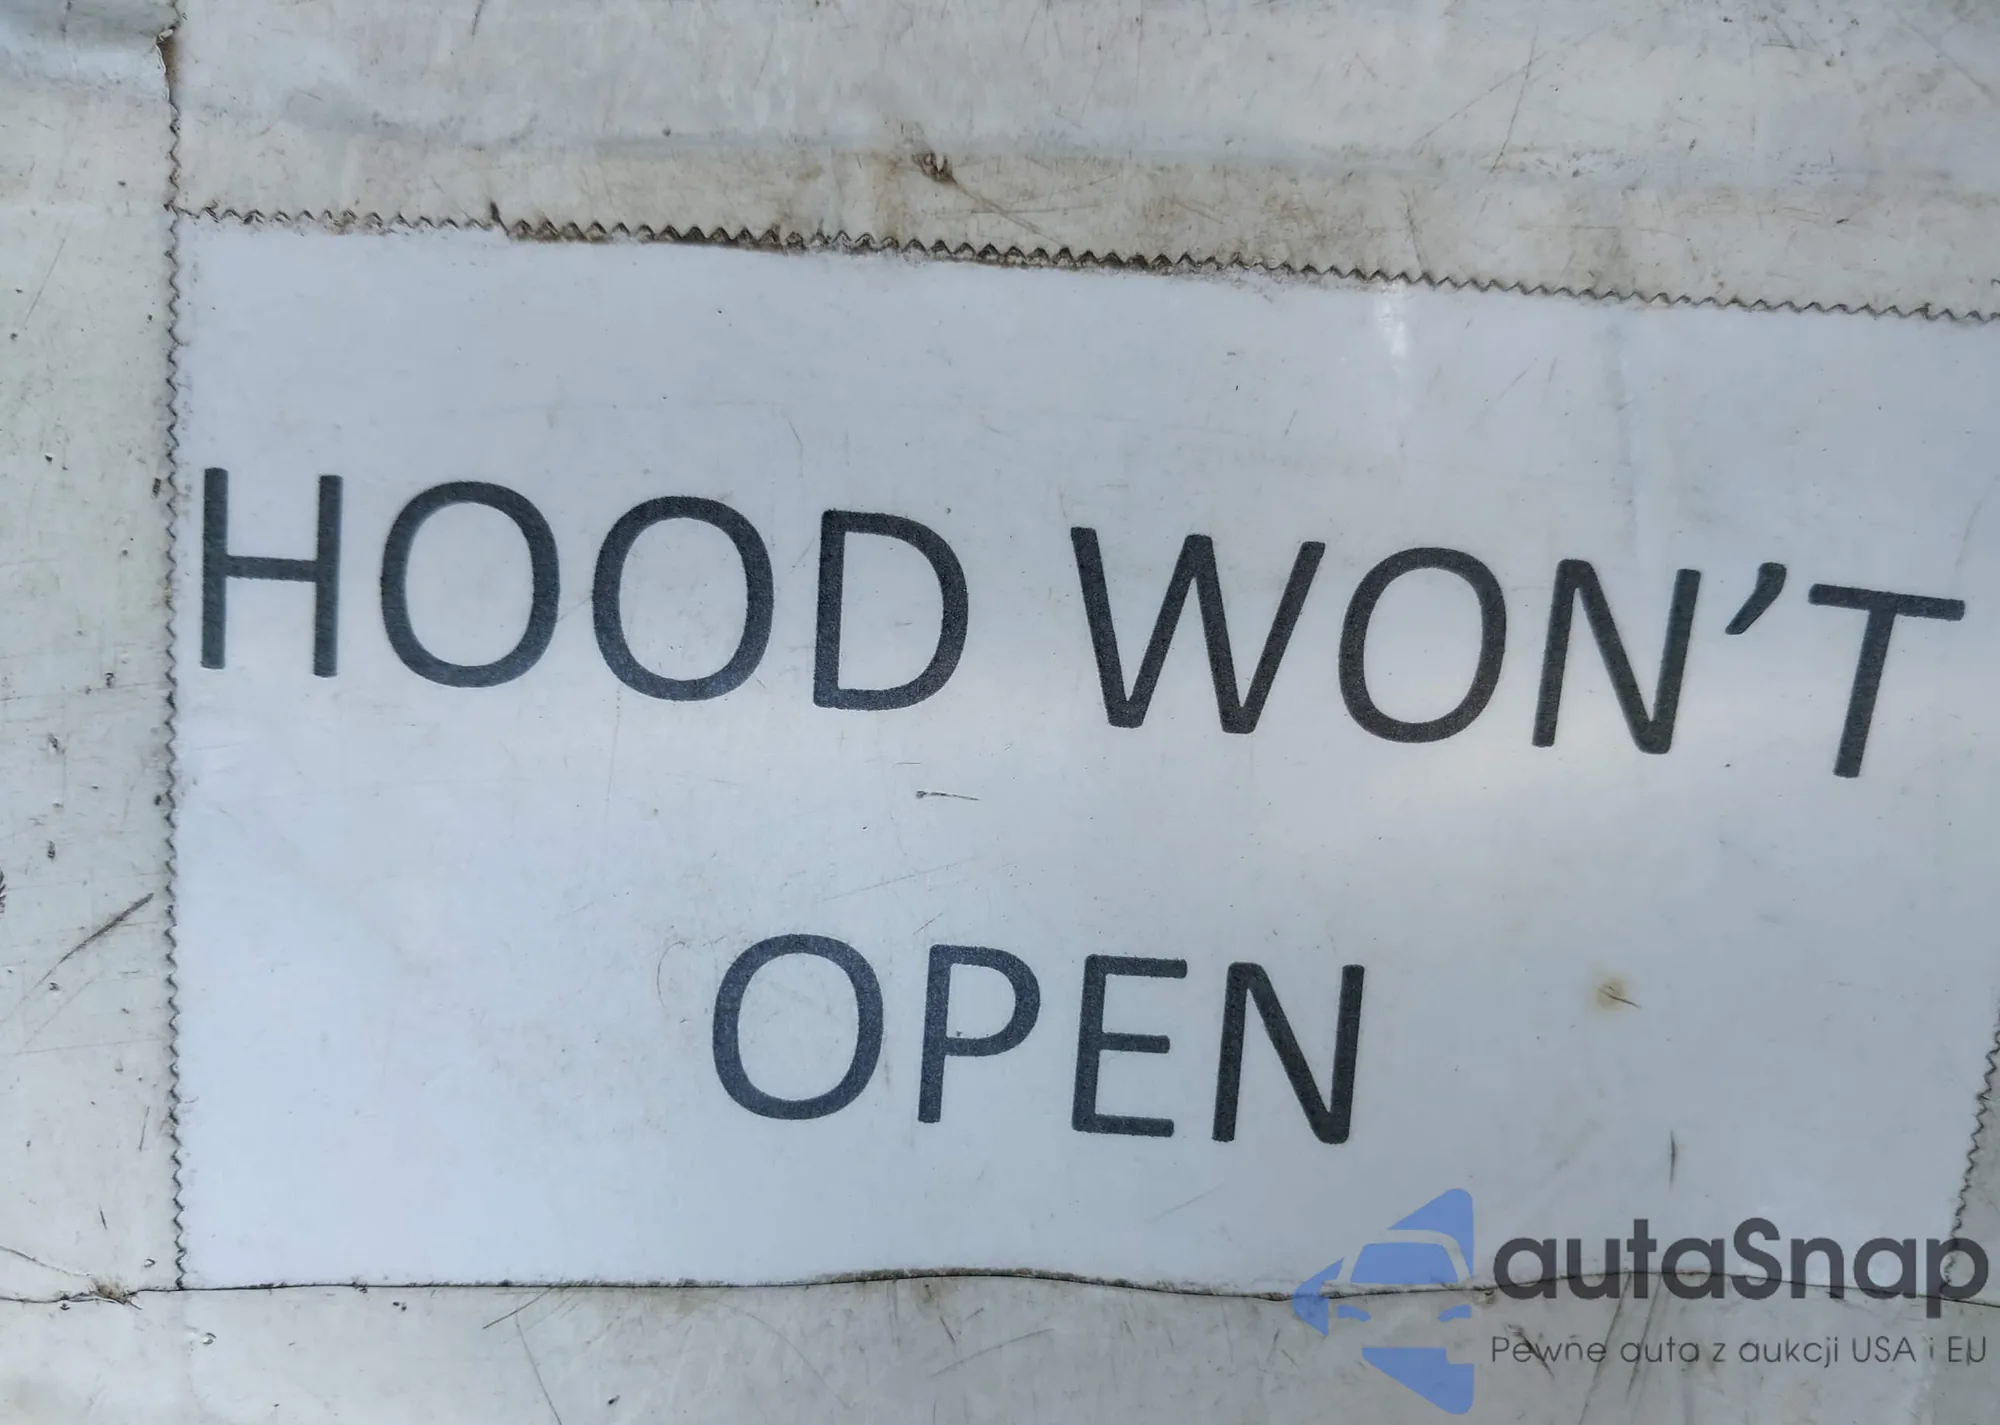 HOOD WON'T
OPEN
autaSnap
Pewne auta z aukcji USA i EU